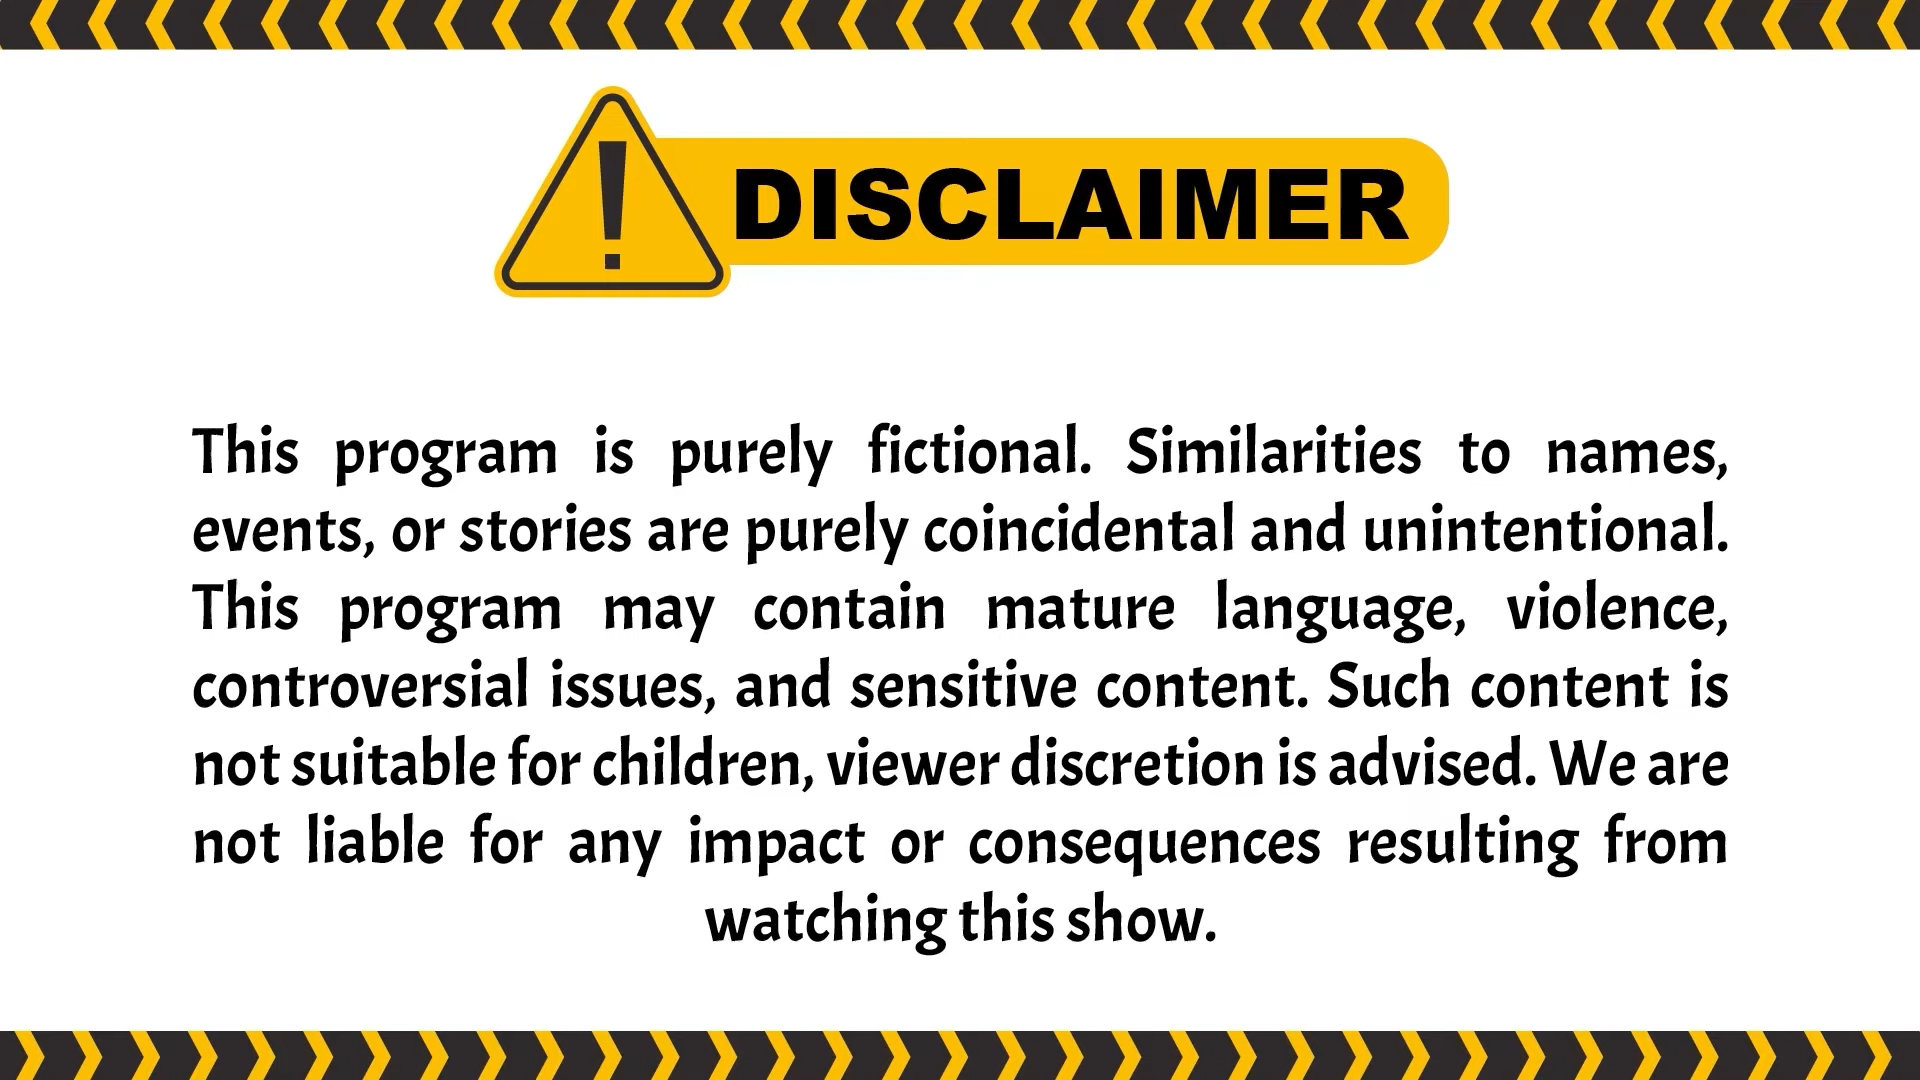 DISCLAIMER
This program is purely fictional. Similarities to names,
events, or stories are purely coincidental and unintentional.
This program may contain mature language, violence,
controversial issues, and sensitive content. Such content is
not suitable for children, viewer discretion is advised. We are
not liable for any impact or consequences resulting from
watching this show.